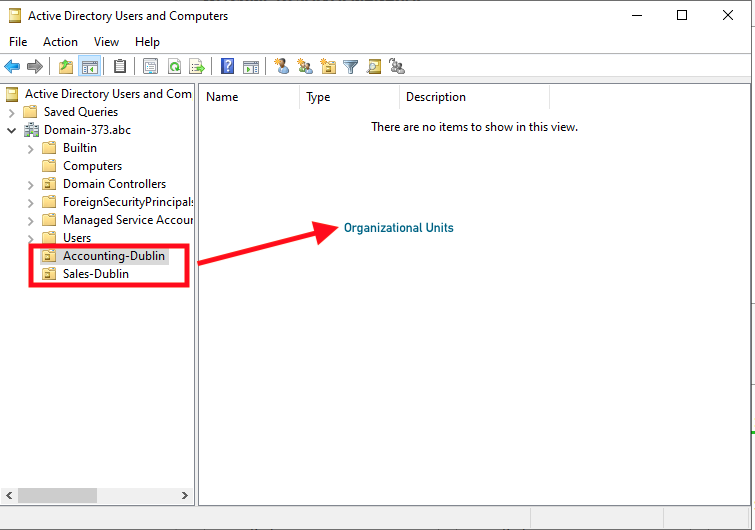 Active Directory Users and Computers
File Action View Help
Active Directory Users and Com
Saved Queries
Domain-373.abc
Builtin
Computers
Domain Controllers
ForeignSecurityPrincipals
Managed Service Accoun
Users
Accounting-Dublin
Sales-Dublin
Name Type Description
There are no items to show in this view.
Organizational Units